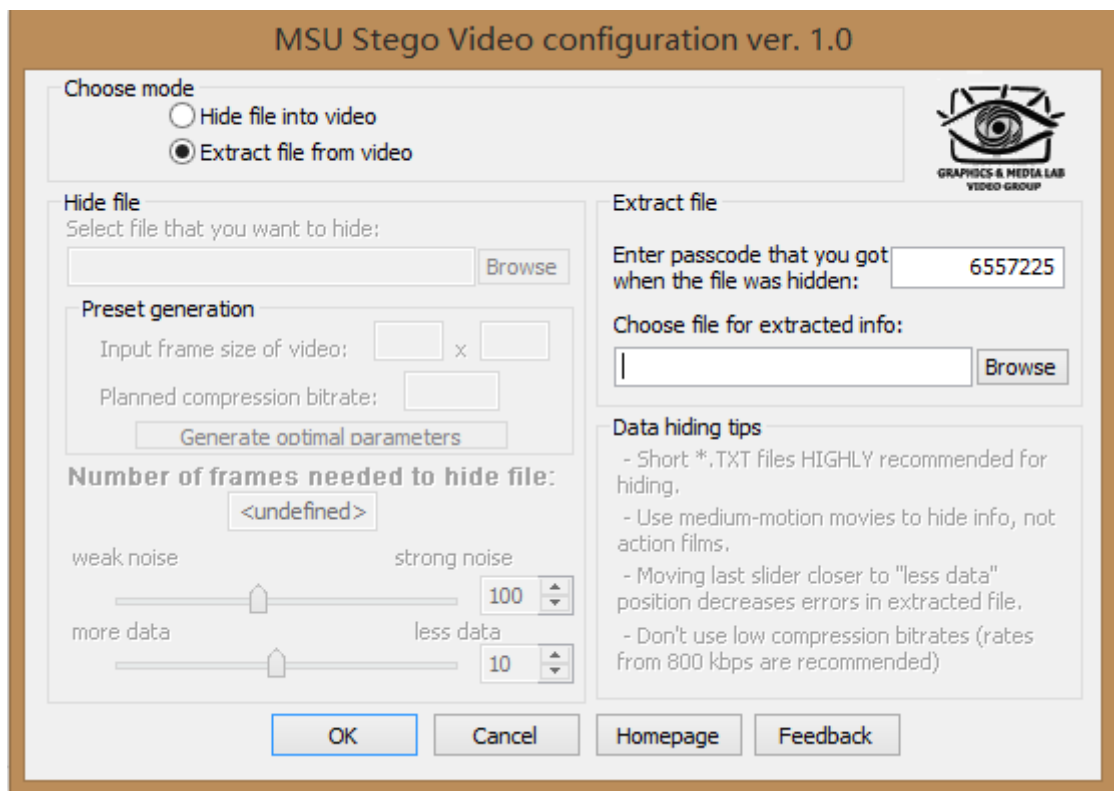 MSU Stego Video configuration ver. 1.0
Choose mode
Hide file into video
Extract file from video
GRAPHICS & MEDIA LAB
VIDEO GROUP
Hide file
Select file that you want to hide:
Browse
Preset generation
Input frame size of video:
x
Planned compression bitrate:
Generate optimal parameters
Number of frames needed to hide file:
<undefined>
weak noise
strong noise
100
more data
less data
10
Extract file
Enter passcode that you got
when the file was hidden:
6557225
Choose file for extracted info:
Browse
Data hiding tips
- Short *.TXT files HIGHLY recommended for
hiding.
- Use medium-motion movies to hide info, not
action films.
- Moving last slider closer to "less data"
position decreases errors in extracted file.
- Don't use low compression bitrates (rates
from 800 kbps are recommended)
OK
Cancel
Homepage
Feedback